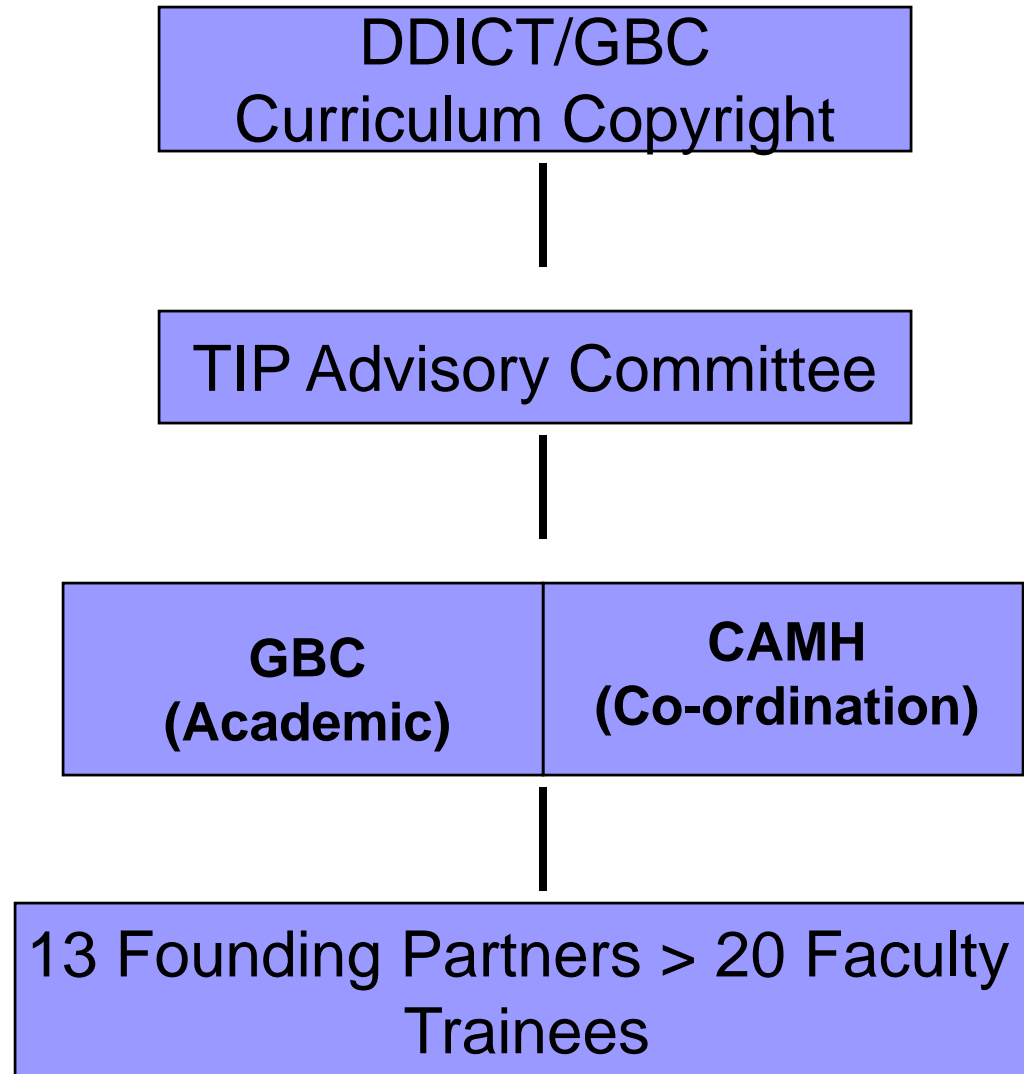 DDICT/GBC
Curriculum Copyright
TIP Advisory Committee
GBC
(Academic)
CAMH
(Co-ordination)
13 Founding Partners > 20 Faculty
Trainees